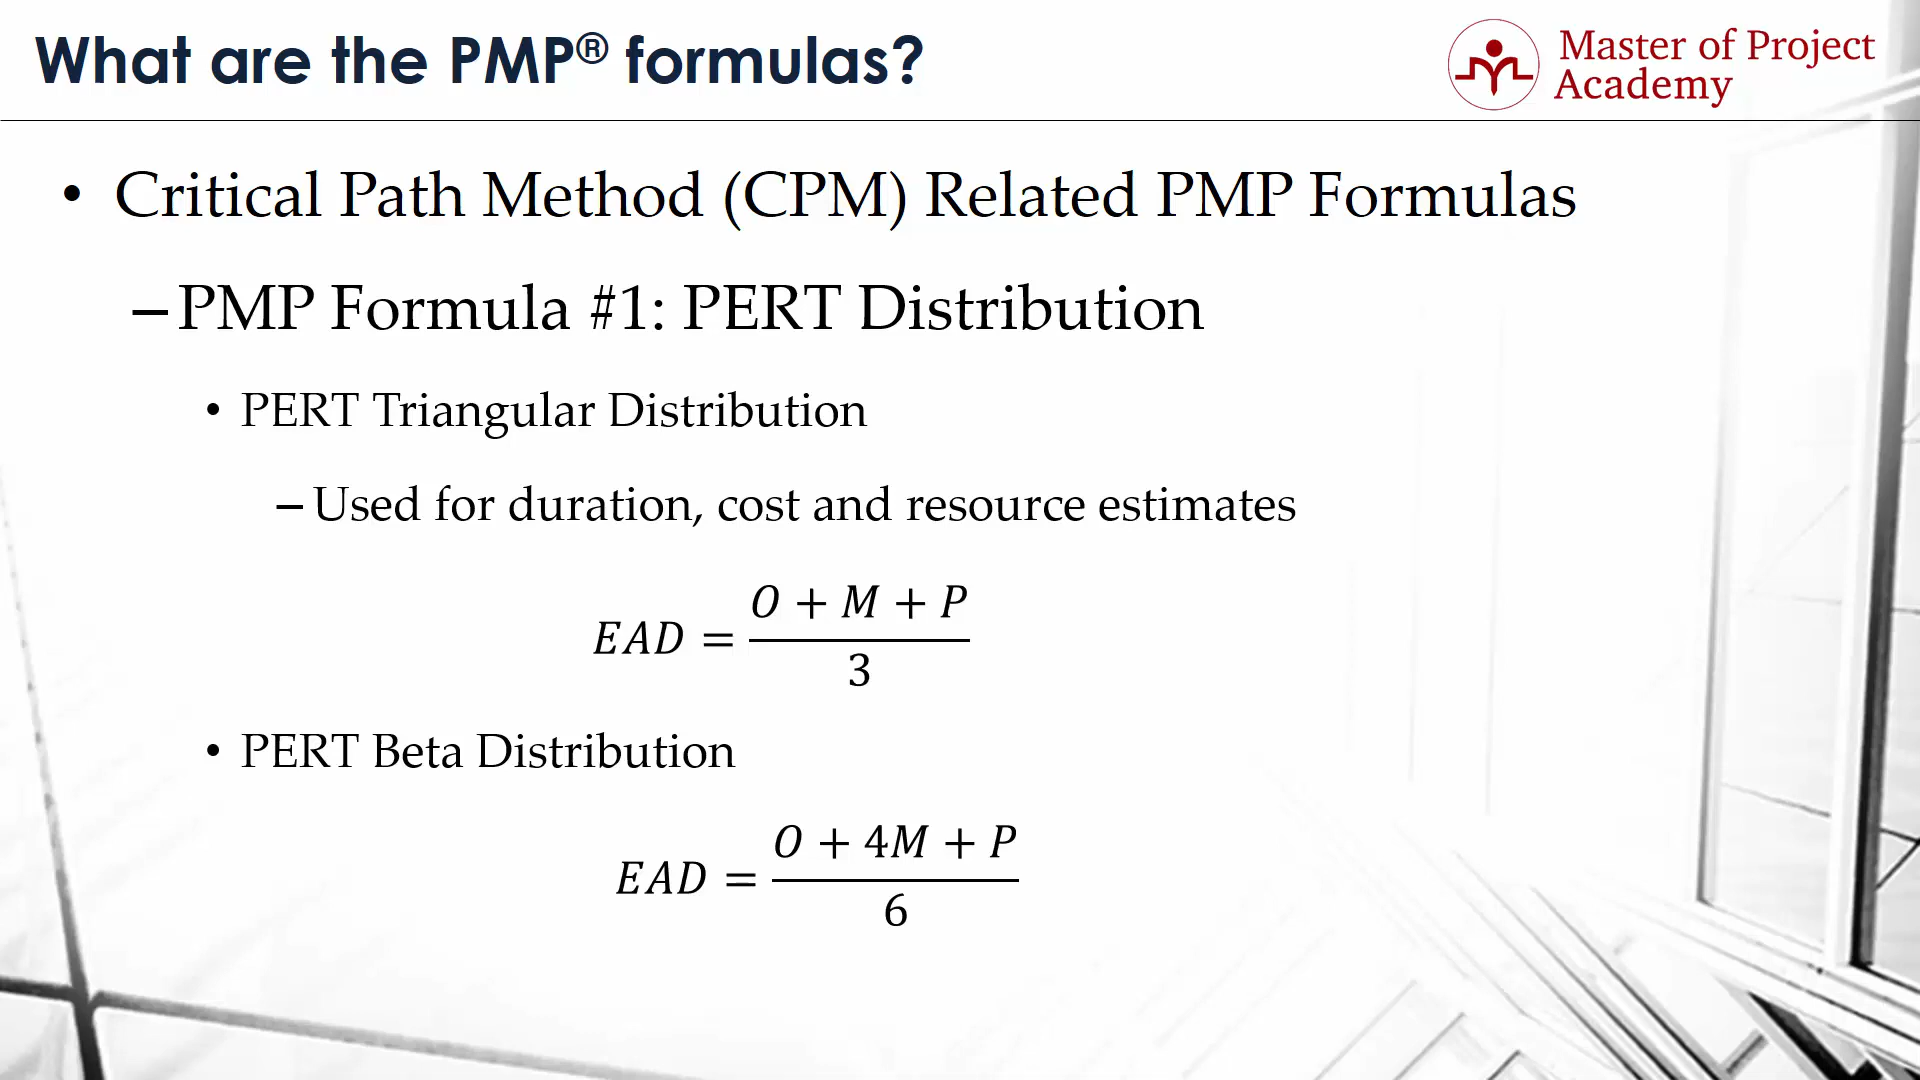 What are the PMP® formulas?
Master of Project
Academy
• Critical Path Method (CPM) Related PMP Formulas
– PMP Formula #1: PERT Distribution
• PERT Triangular Distribution
– Used for duration, cost and resource estimates
EAD = (O + M + P) / 3
• PERT Beta Distribution
EAD = (O + 4M + P) / 6